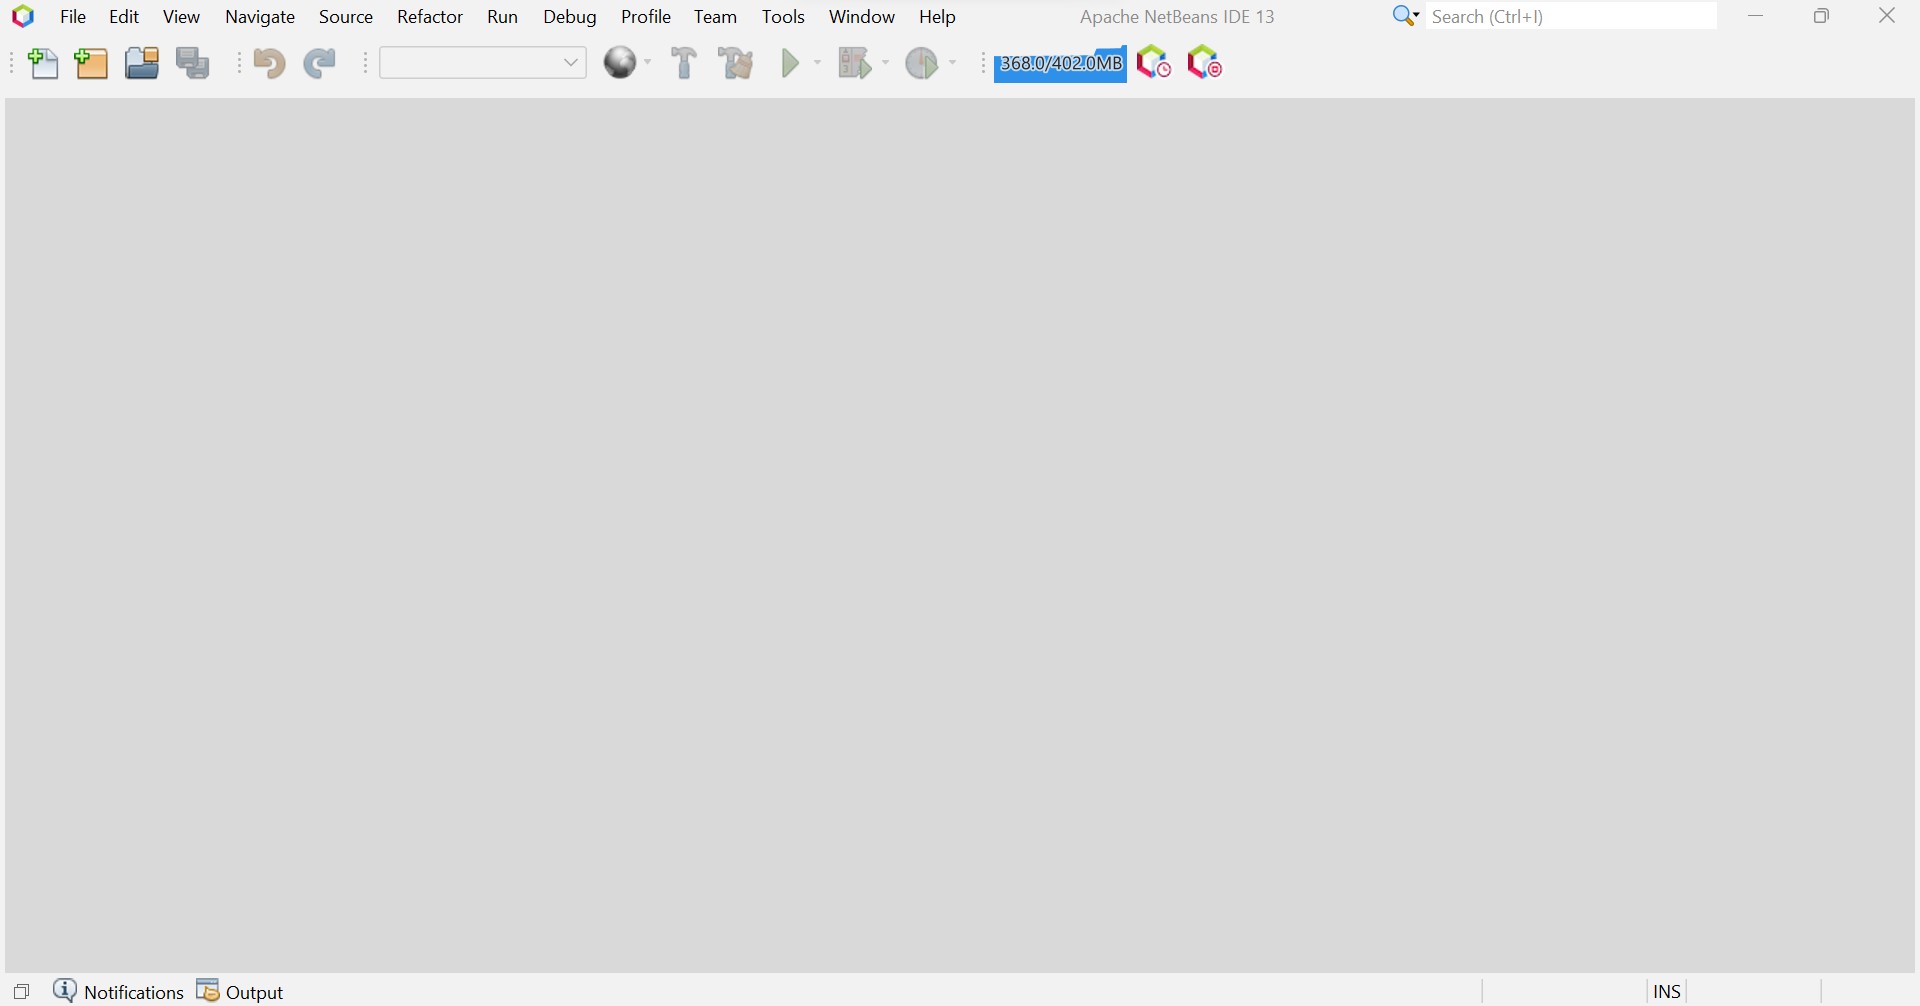 File Edit View Navigate Source Refactor Run Debug Profile Team Tools Window Help Apache NetBeans IDE 13 Search (Ctrl+I)
368.0/402.0MB
Notifications Output INS